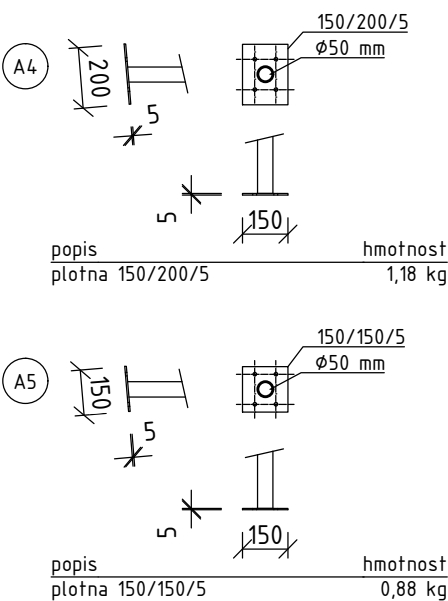 150/200/5
Ø50 mm
A4
200
5
5
150
popis hmotnost
plotna 150/200/5 1,18 kg
150/150/5
Ø50 mm
A5
150
5
5
150
popis hmotnost
plotna 150/150/5 0,88 kg